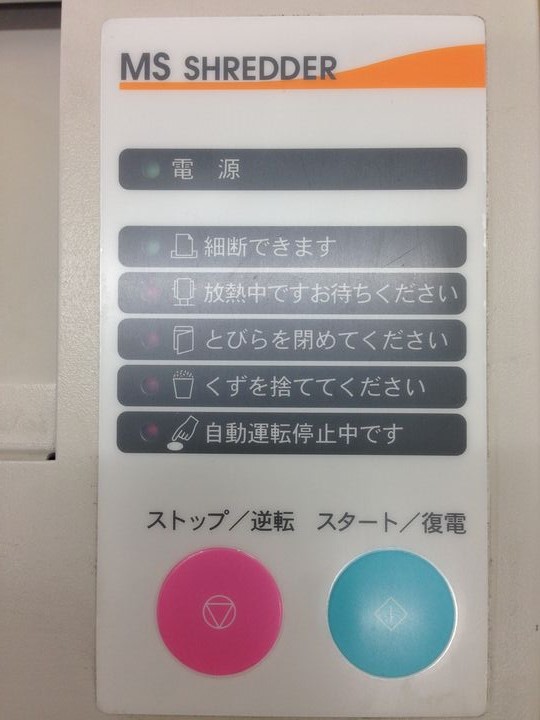 MS SHREDDER
電 源
細断できます
放熱中ですお待ちください
とびらを閉めてください
くずを捨ててください
自動運転停止中です
ストップ／逆転 スタート／復電